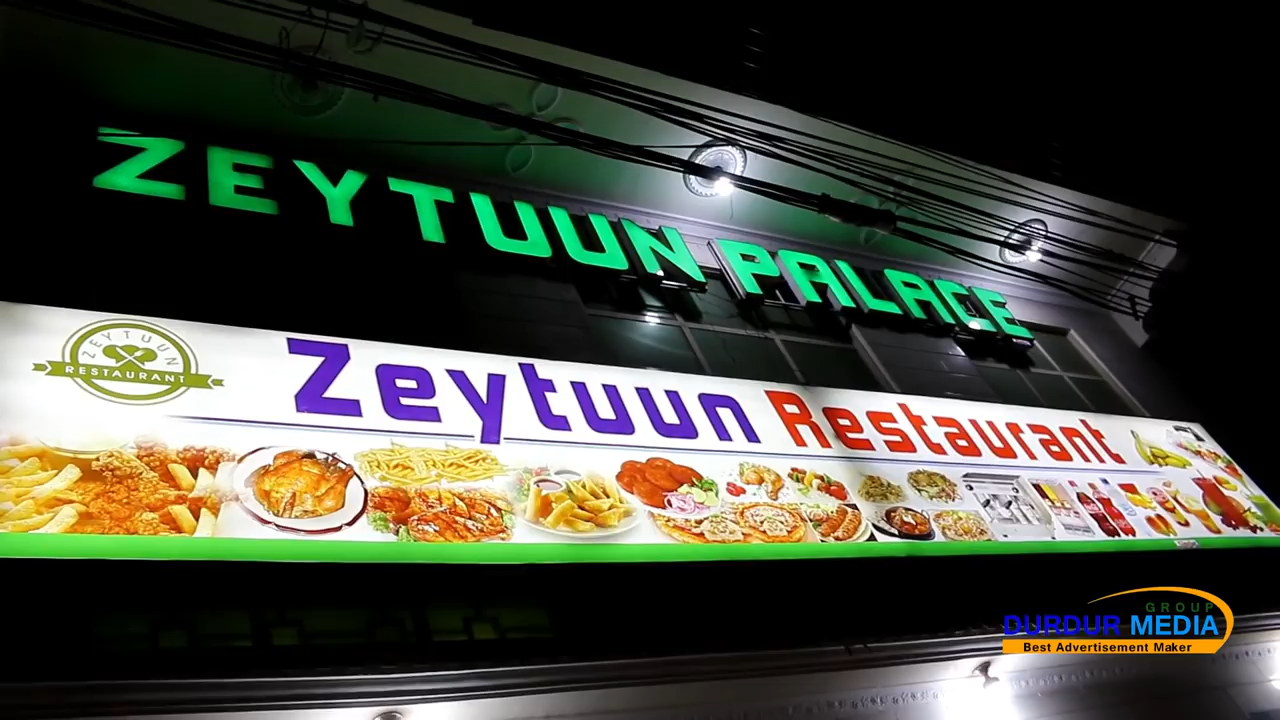 ZEYTUUN PALACE
ZEYTUUN
RESTAURANT
Zeytuun Restaurant
GROUP
DURDUR MEDIA
Best Advertisement Maker